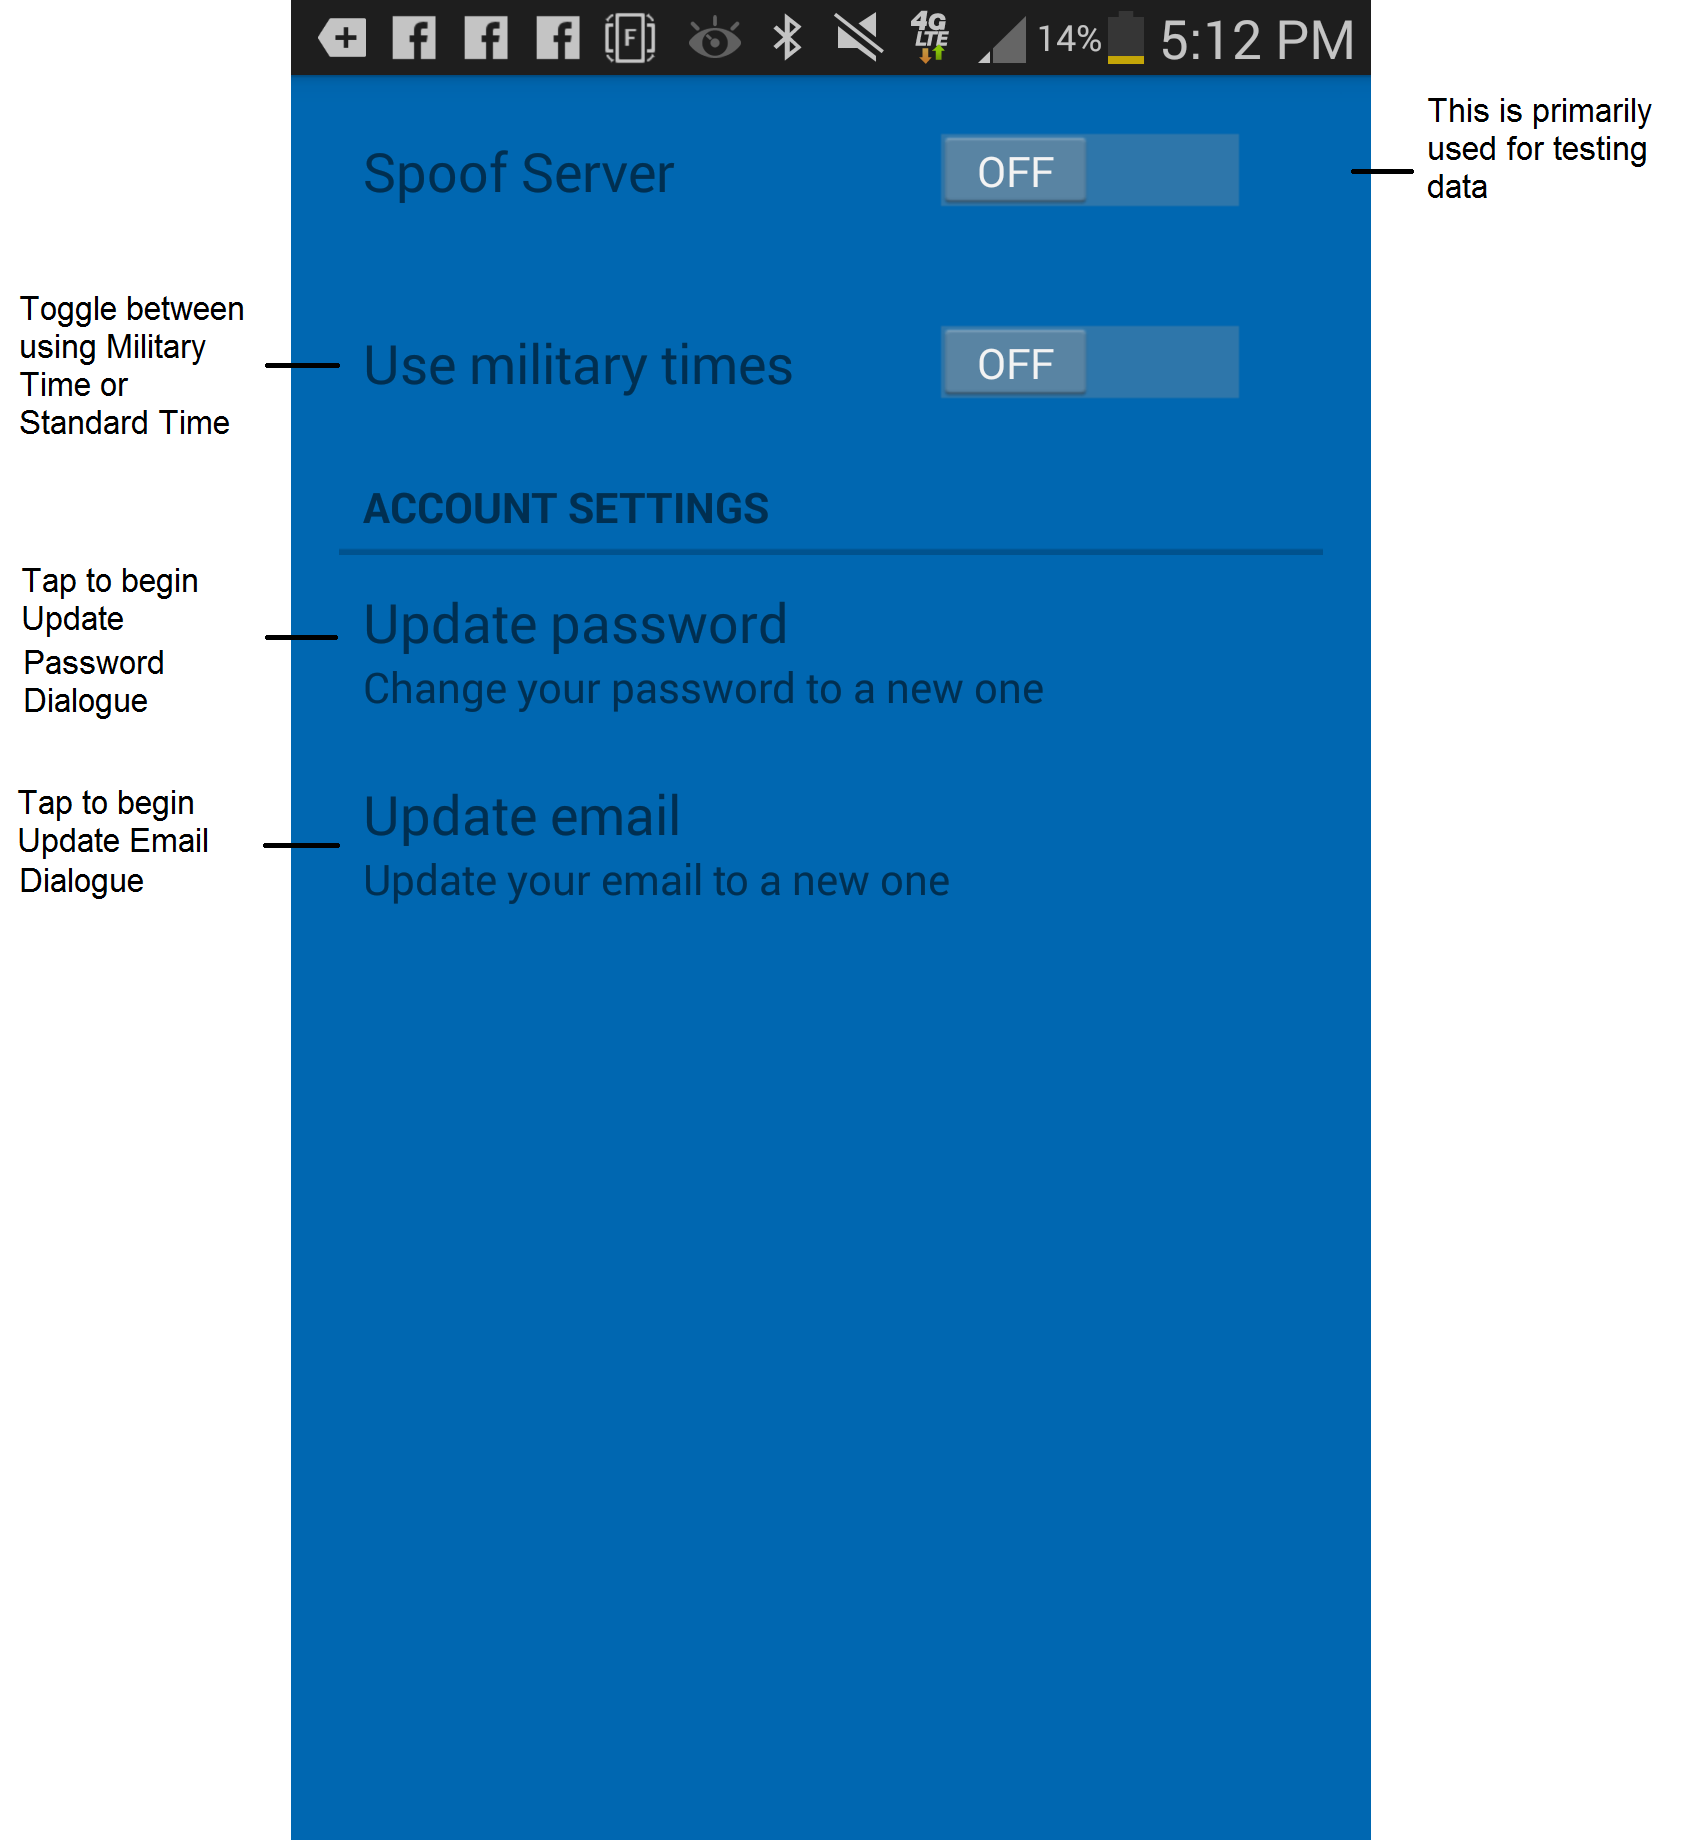 F 4G LTE 14% 5:12 PM
Spoof Server OFF
This is primarily
used for testing
data
Toggle between
using Military
Time or
Standard Time
Use military times OFF
ACCOUNT SETTINGS
Tap to begin
Update
Password
Dialogue
Update password
Change your password to a new one
Tap to begin
Update Email
Dialogue
Update email
Update your email to a new one